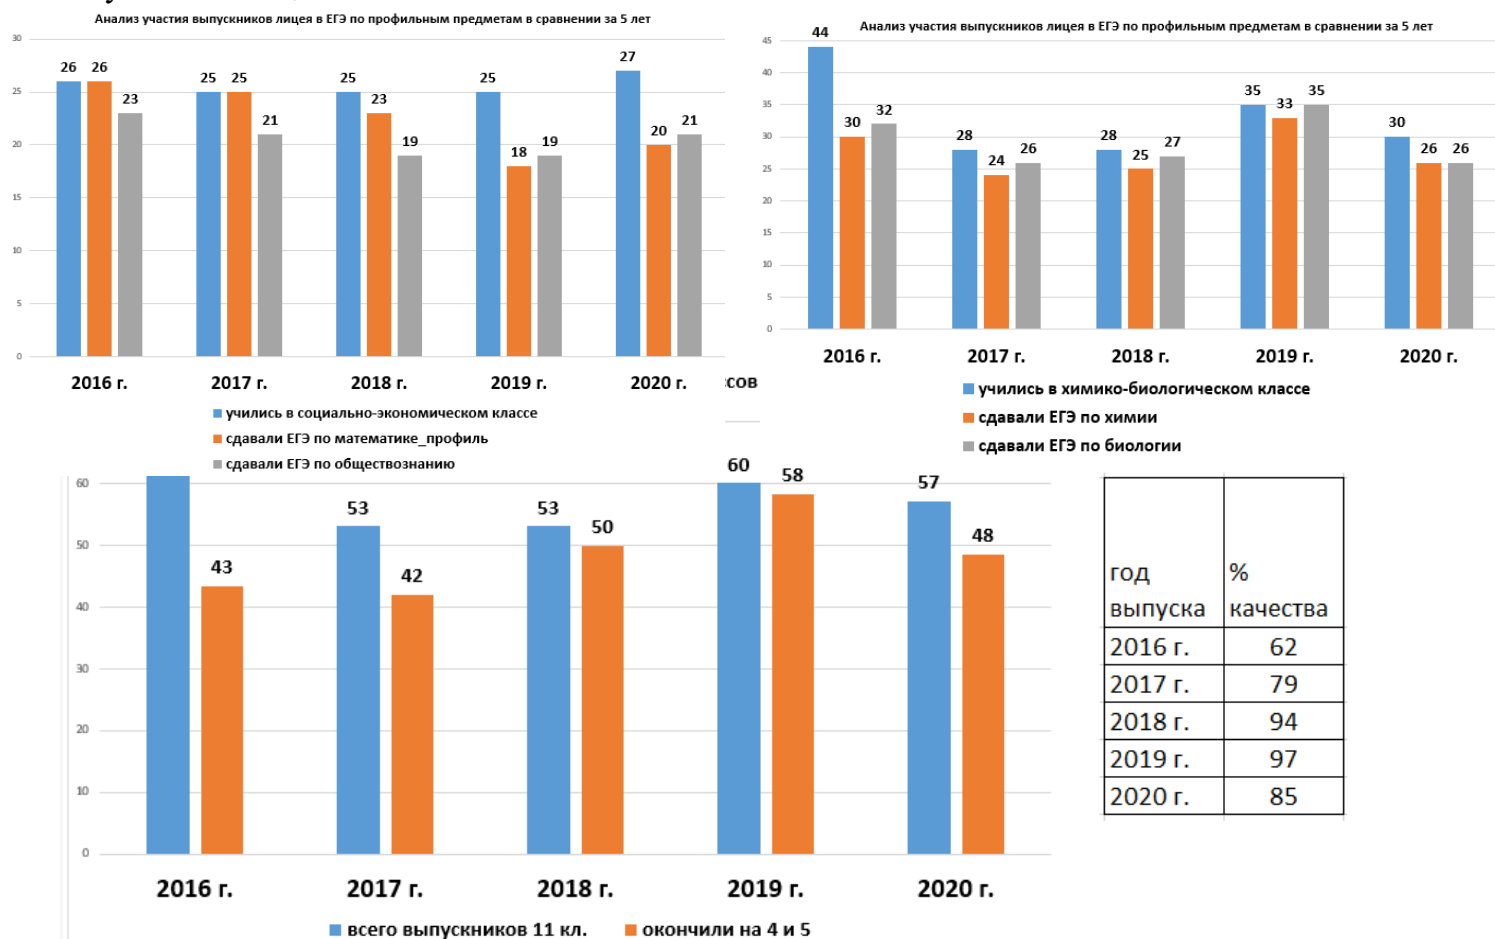 Анализ участия выпускников лицея в ЕГЭ по профильным предметам в сравнении за 5 лет
30
25
20
15
10
5
0
26 26 23
25 25 21
25 23 19
25 18 19
27 20 21
2016 г. 2017 г. 2018 г. 2019 г. 2020 г.
учились в социально-экономическом классе
сдавали ЕГЭ по математике_профиль
сдавали ЕГЭ по обществознанию
Анализ участия выпускников лицея в ЕГЭ по профильным предметам в сравнении за 5 лет
45
40
35
30
25
20
15
10
5
0
44 30 32
28 24 26
28 25 27
35 33 35
30 26 26
2016 г. 2017 г. 2018 г. 2019 г. 2020 г.
учились в химико-биологическом классе
сдавали ЕГЭ по химии
сдавали ЕГЭ по биологии
сов
60
50
40
30
20
10
0
43
53 42
53 50
60 58
57 48
2016 г. 2017 г. 2018 г. 2019 г. 2020 г.
всего выпускников 11 кл. окончили на 4 и 5
год выпуска % качества
2016 г. 62
2017 г. 79
2018 г. 94
2019 г. 97
2020 г. 85